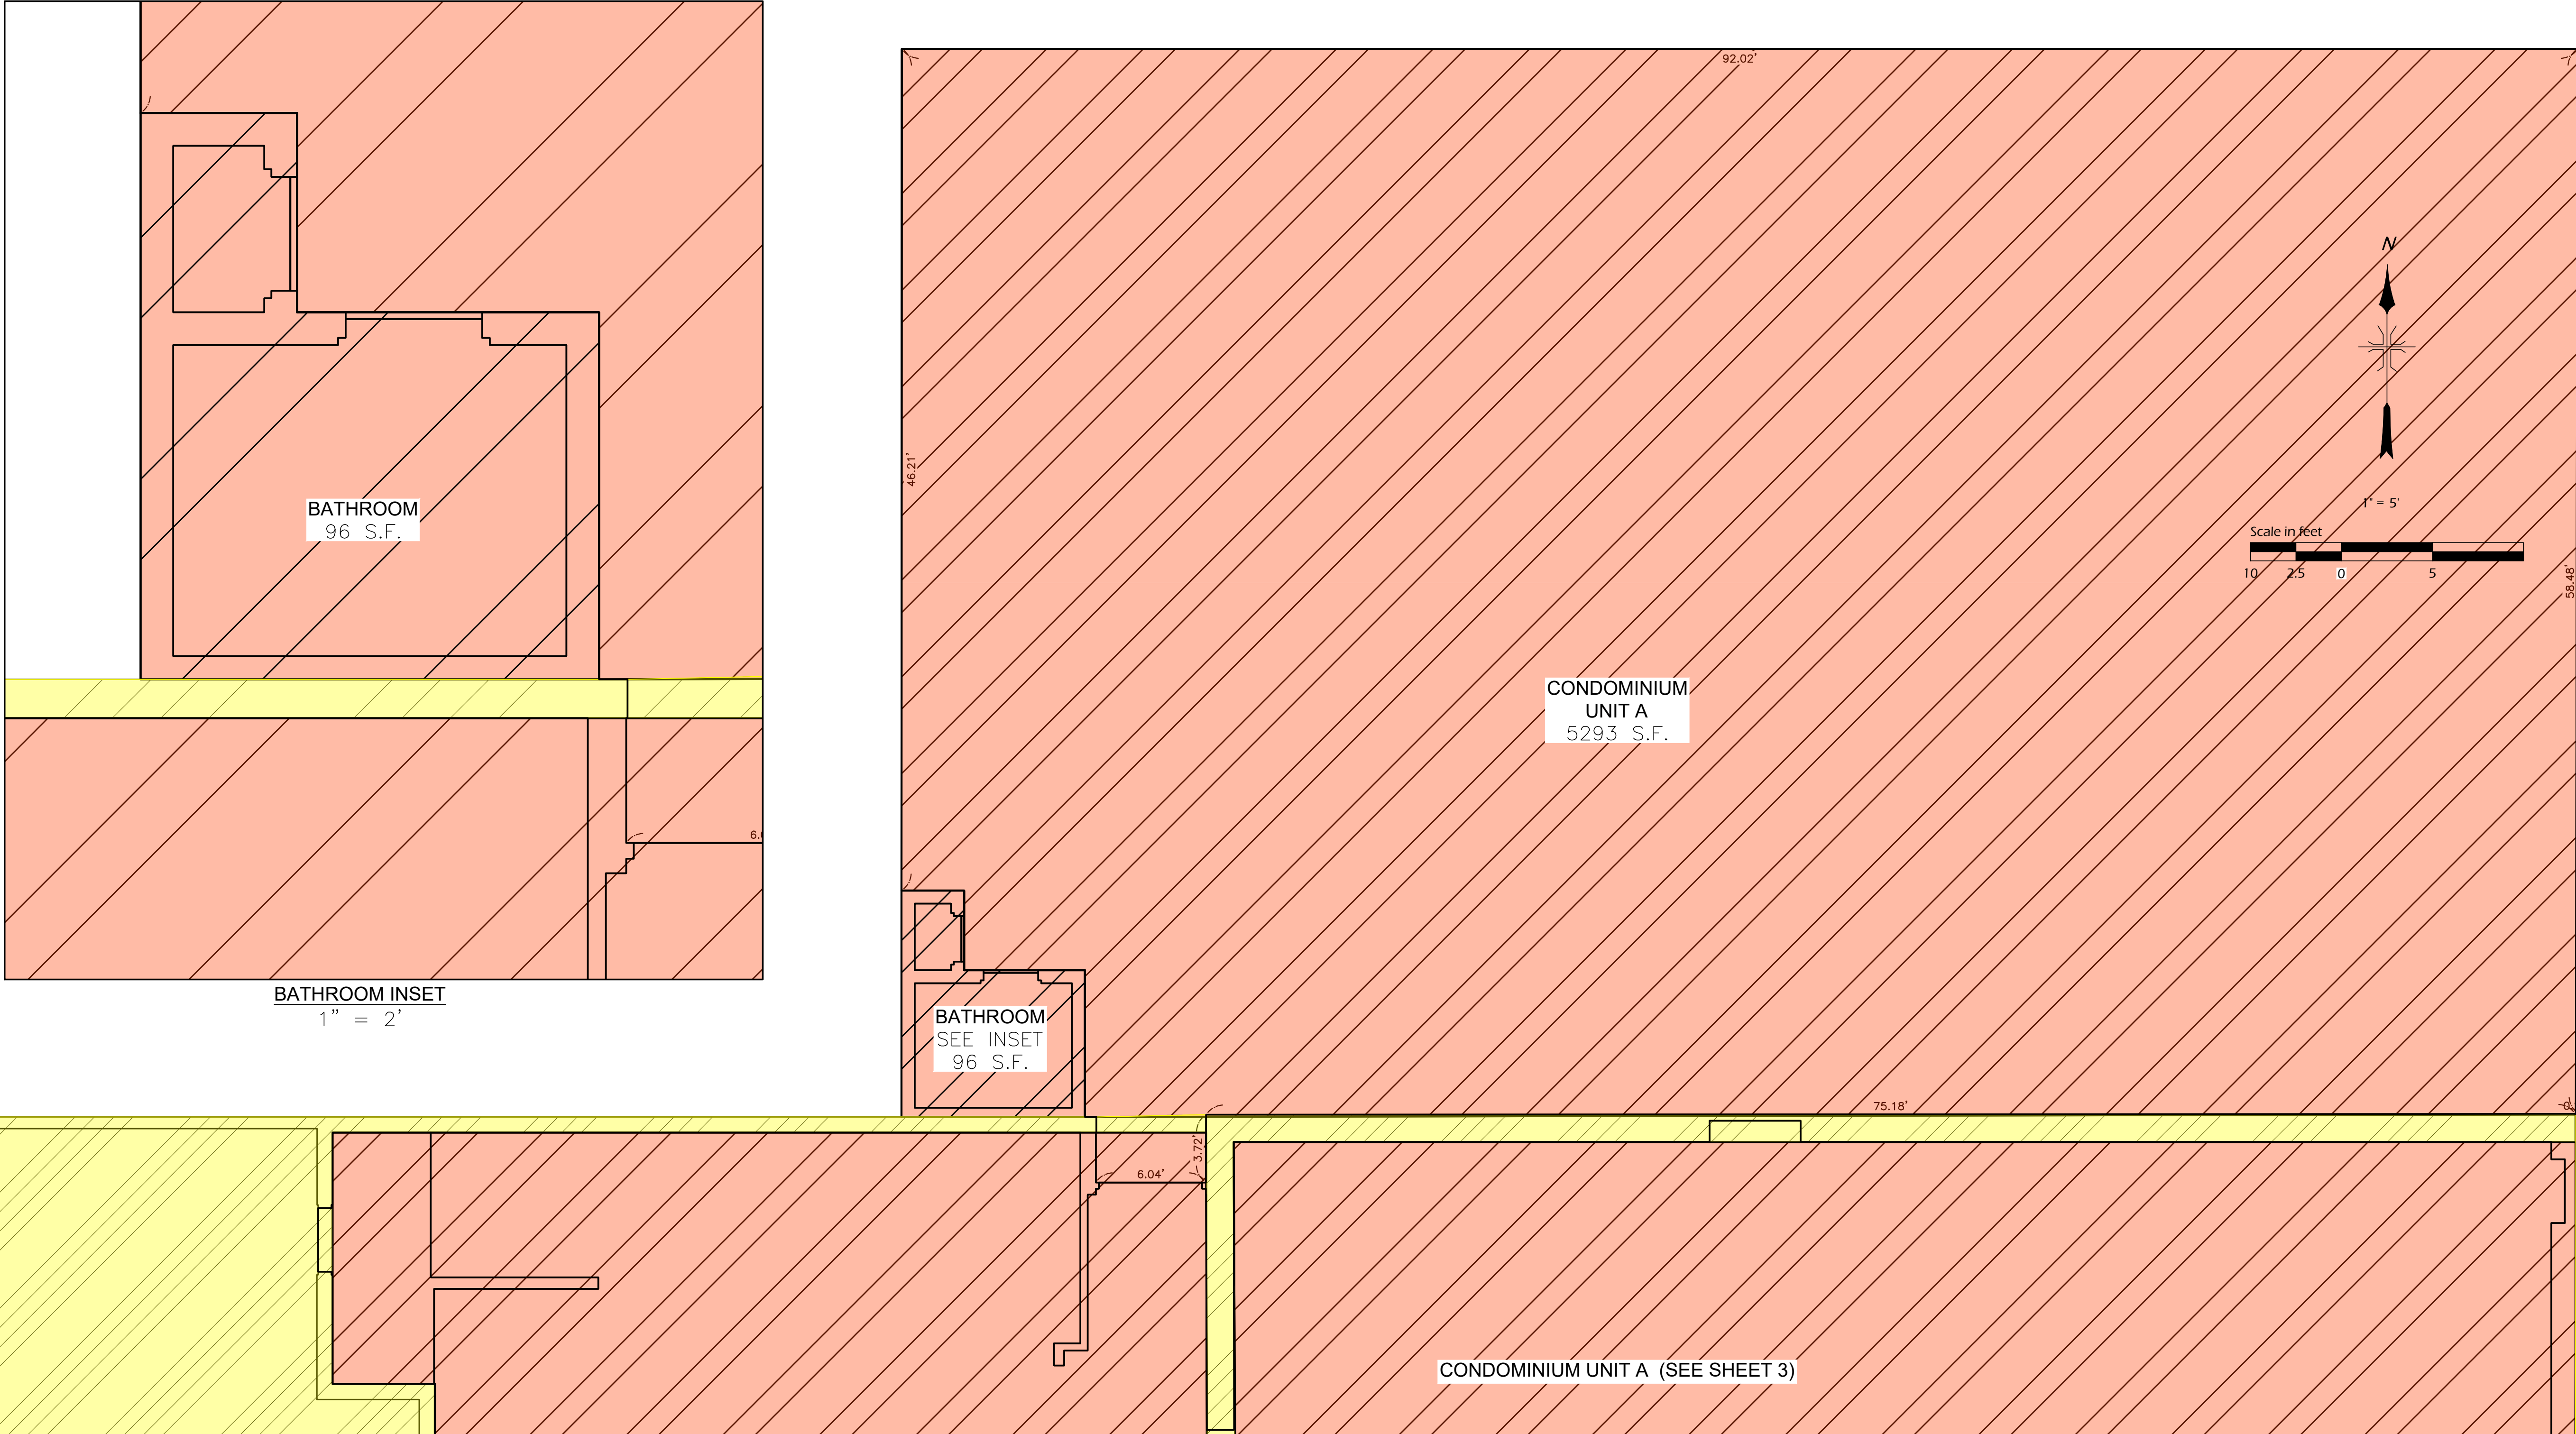 BATHROOM
96 S.F.
6.
BATHROOM INSET
1" = 2'
92.02'
46.21'
N
1" = 5'
Scale in feet
10 2.5 0 5
58.48'
CONDOMINIUM
UNIT A
5293 S.F.
BATHROOM
SEE INSET
96 S.F.
75.18'
3.72'
6.04'
CONDOMINIUM UNIT A (SEE SHEET 3)